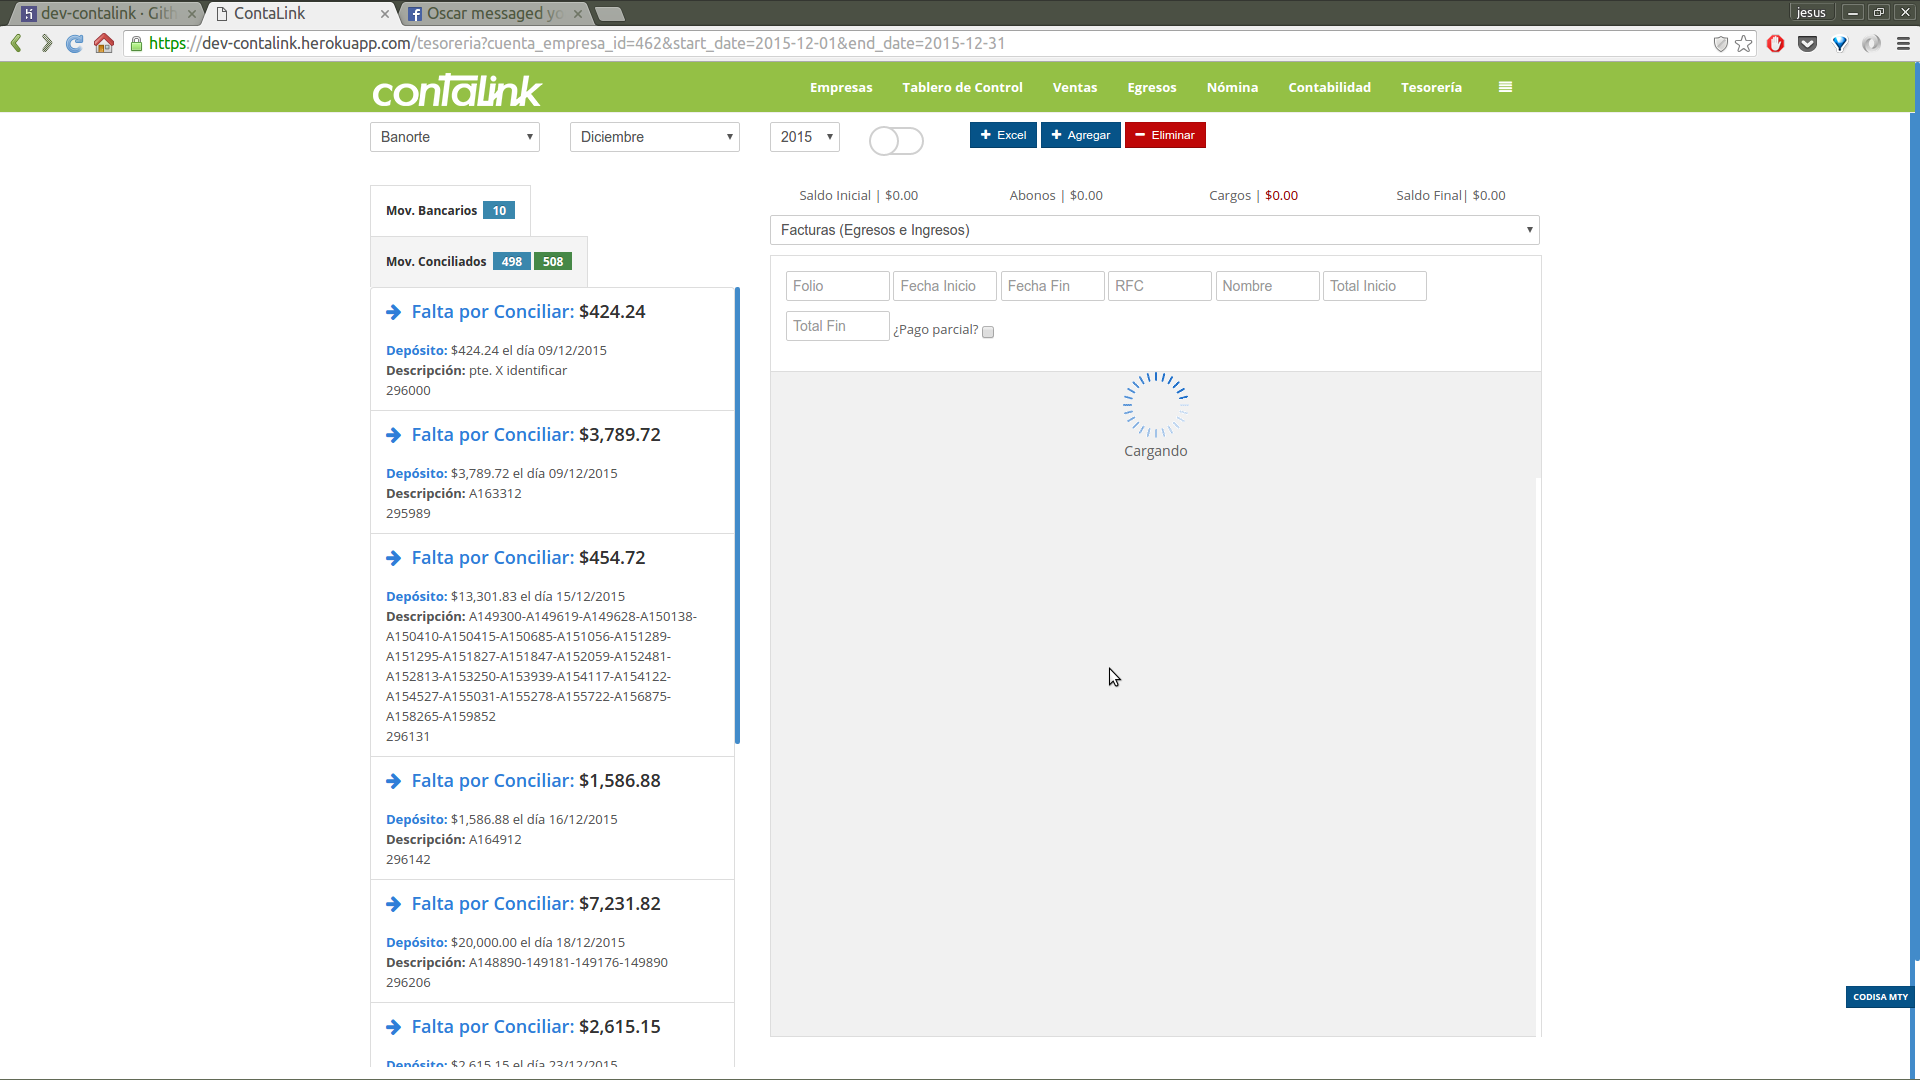 dev-contalink · Gith
ContaLink
Oscar messaged yo
jesus
https://dev-contalink.herokuapp.com/tesoreria?cuenta_empresa_id=462&start_date=2015-12-01&end_date=2015-12-31
contalink
Empresas Tablero de Control Ventas Egresos Nómina Contabilidad Tesorería
Banorte Diciembre 2015 Excel Agregar Eliminar
Mov. Bancarios 10
Mov. Conciliados 498 508
Falta por Conciliar: $424.24
Depósito: $424.24 el día 09/12/2015
Descripción: pte. X identificar
296000
Falta por Conciliar: $3,789.72
Depósito: $3,789.72 el día 09/12/2015
Descripción: A163312
295989
Falta por Conciliar: $454.72
Depósito: $13,301.83 el día 15/12/2015
Descripción: A149300-A149619-A149628-A150138-
A150410-A150415-A150685-A151056-A151289-
A151295-A151827-A151847-A152059-A152481-
A152813-A153250-A153939-A154117-A154122-
A154527-A155031-A155278-A155722-A156875-
A158265-A159852
296131
Falta por Conciliar: $1,586.88
Depósito: $1,586.88 el día 16/12/2015
Descripción: A164912
296142
Falta por Conciliar: $7,231.82
Depósito: $20,000.00 el día 18/12/2015
Descripción: A148890-149181-149176-149890
296206
Falta por Conciliar: $2,615.15
Depósito: $2,615.15 el día 23/12/2015
Saldo Inicial | $0.00 Abonos | $0.00 Cargos | $0.00 Saldo Final| $0.00
Facturas (Egresos e Ingresos)
Folio Fecha Inicio Fecha Fin RFC Nombre Total Inicio
Total Fin ¿Pago parcial?
Cargando
CODISA MTY